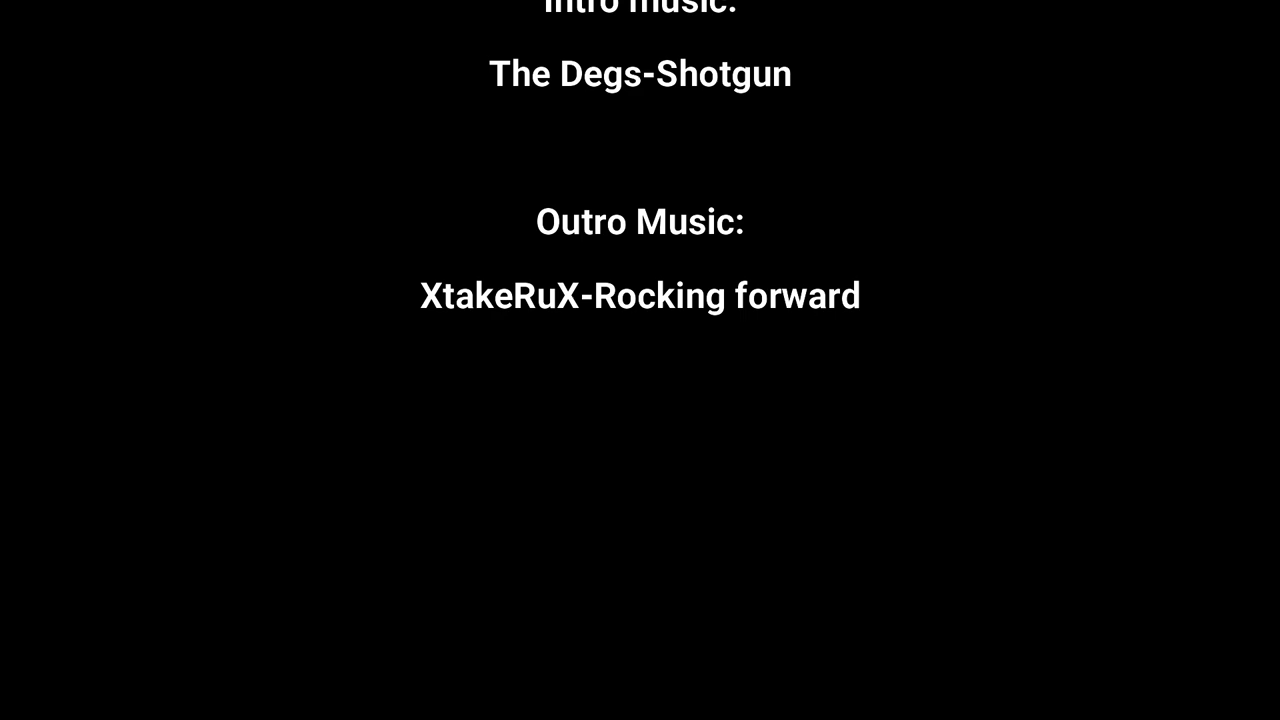 Intro music:
The Degs-Shotgun
Outro Music:
XtakeRuX-Rocking forward